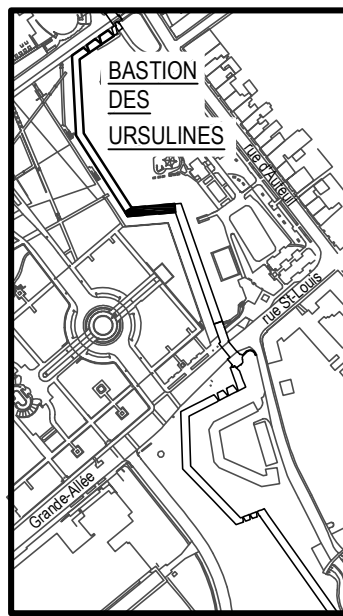 BASTION
DES
URSULINES
rue d'Auteuil
rue St-Louis
Grande-Allée